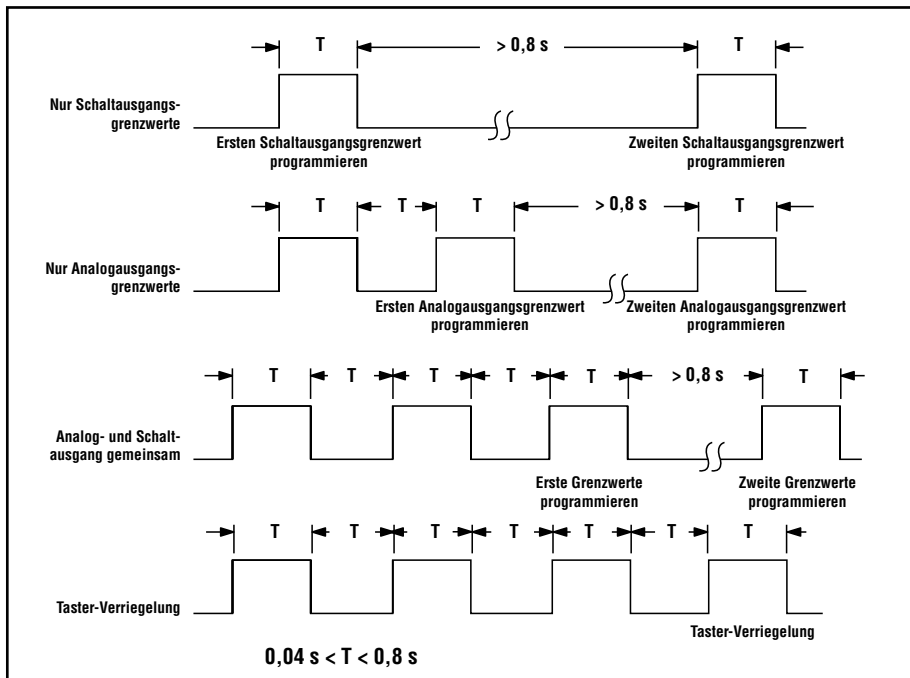 T > 0,8 s T
Nur Schaltausgangs-
grenzwerte
Ersten Schaltausgangsgrenzwert
programmieren
Zweiten Schaltausgangsgrenzwert
programmieren
T T T > 0,8 s T
Nur Analogausgangs-
grenzwerte
Ersten Analogausgangsgrenzwert
programmieren
Zweiten Analogausgangsgrenzwert
programmieren
T T T T T > 0,8 s T
Analog- und Schalt-
ausgang gemeinsam
Erste Grenzwerte
programmieren
Zweite Grenzwerte
programmieren
T T T T T T T
Taster-Verriegelung
Taster-Verriegelung
0,04 s < T < 0,8 s